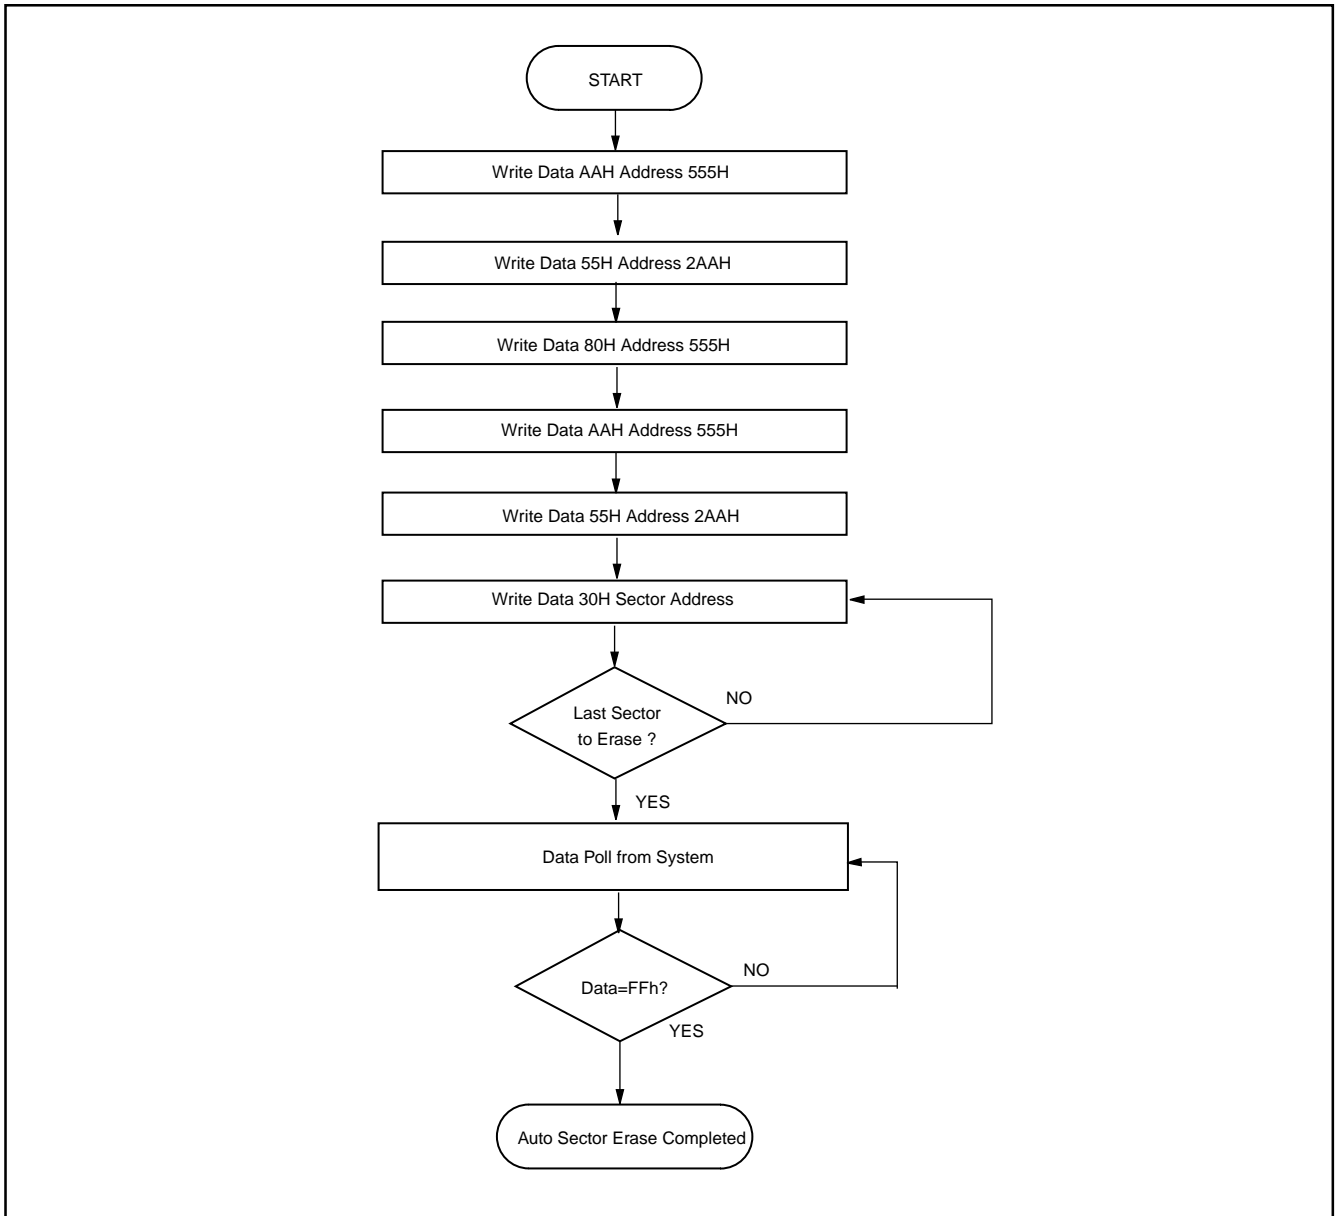 START
Write Data AAH Address 555H
Write Data 55H Address 2AAH
Write Data 80H Address 555H
Write Data AAH Address 555H
Write Data 55H Address 2AAH
Write Data 30H Sector Address
NO
Last Sector
to Erase ?
YES
Data Poll from System
NO
Data=FFh?
YES
Auto Sector Erase Completed